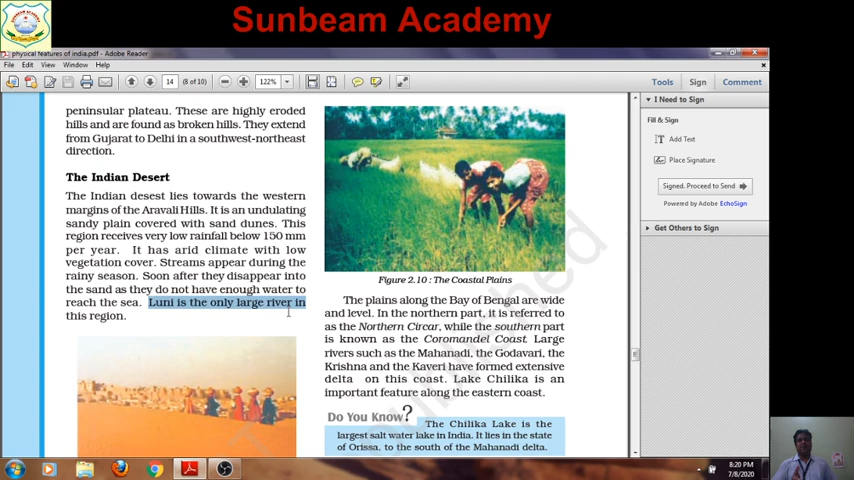 Sunbeam Academy
physical features of india.pdf - Adobe Reader
File Edit View Window Help
14 (8 of 10) 122% Tools Sign Comment
peninsular plateau. These are highly eroded
hills and are found as broken hills. They extend
from Gujarat to Delhi in a southwest-northeast
direction.
The Indian Desert
The Indian desest lies towards the western
margins of the Aravali Hills. It is an undulating
sandy plain covered with sand dunes. This
region receives very low rainfall below 150 mm
per year. It has arid climate with low
vegetation cover. Streams appear during the
rainy season. Soon after they disappear into
the sand as they do not have enough water to
reach the sea. Luni is the only large river in
this region.
Figure 2.10 : The Coastal Plains
The plains along the Bay of Bengal are wide
and level. In the northern part, it is referred to
as the Northern Circar, while the southern part
is known as the Coromandel Coast. Large
rivers such as the Mahanadi, the Godavari, the
Krishna and the Kaveri have formed extensive
delta on this coast. Lake Chilika is an
important feature along the eastern coast.
Do You Know?
The Chilika Lake is the
largest salt water lake in India. It lies in the state
of Orissa, to the south of the Mahanadi delta.
I Need to Sign
Fill & Sign
Add Text
Place Signature
Signed. Proceed to Send
Powered by Adobe EchoSign
Get Others to Sign
8:20 PM
7/8/2020